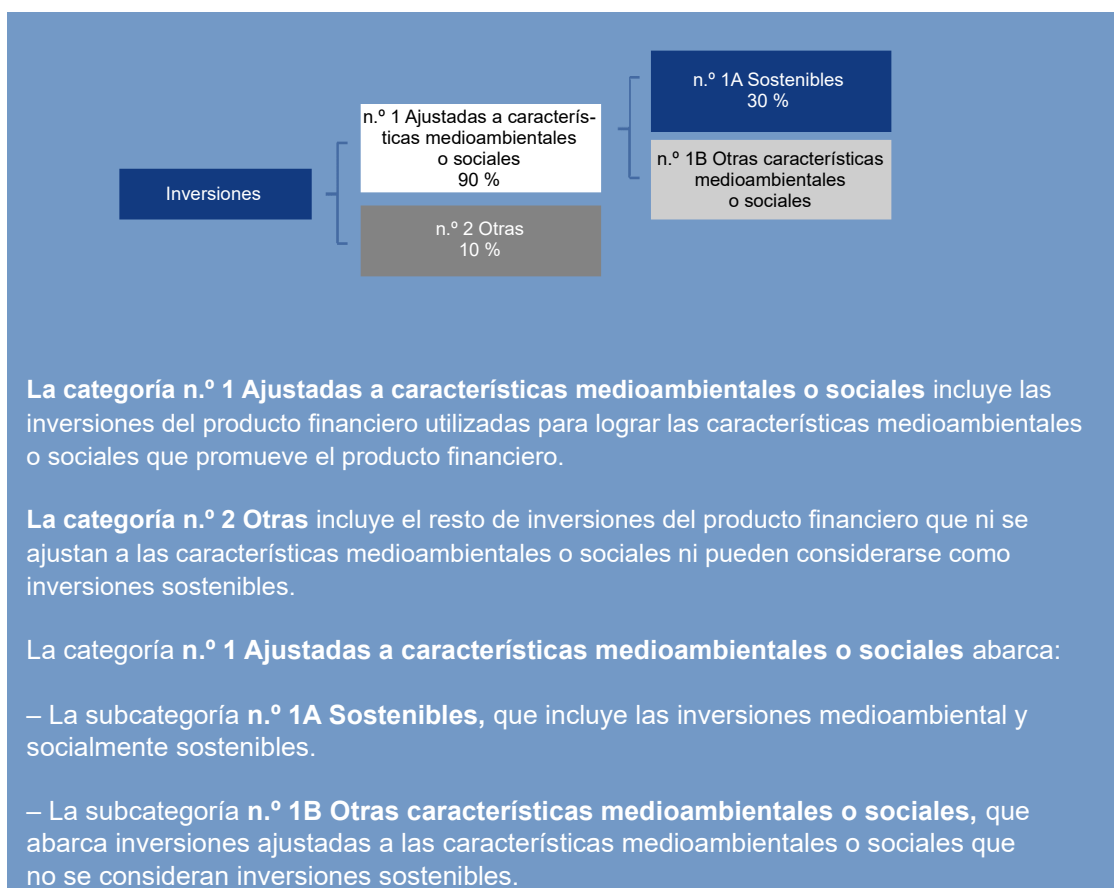 n.º 1A Sostenibles
30 %
n.º 1 Ajustadas a caracterís-
ticas medioambientales
o sociales
90 %
n.º 1B Otras características
medioambientales
o sociales
Inversiones
n.º 2 Otras
10 %
La categoría n.º 1 Ajustadas a características medioambientales o sociales incluye las
inversiones del producto financiero utilizadas para lograr las características medioambientales
o sociales que promueve el producto financiero.
La categoría n.º 2 Otras incluye el resto de inversiones del producto financiero que ni se
ajustan a las características medioambientales o sociales ni pueden considerarse como
inversiones sostenibles.
La categoría n.º 1 Ajustadas a características medioambientales o sociales abarca:
– La subcategoría n.º 1A Sostenibles, que incluye las inversiones medioambiental y
socialmente sostenibles.
– La subcategoría n.º 1B Otras características medioambientales o sociales, que
abarca inversiones ajustadas a las características medioambientales o sociales que
no se consideran inversiones sostenibles.